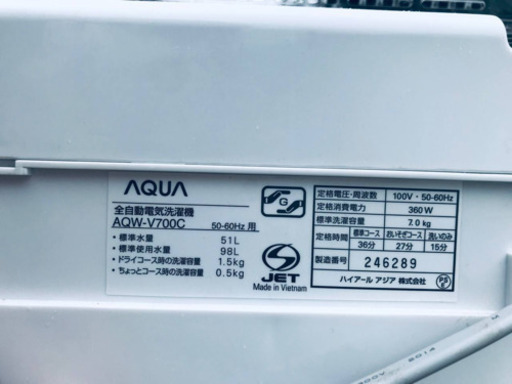 AQUA
全自動電気洗濯機
AQW-V700C 50-60Hz 用
・標準水量 51L
・標準使用水量 98L
・ドライコース時の洗濯容量 1.5kg
・ちょっとコース時の洗濯容量 0.5kg
G
JET
Made in Vietnam
定格電圧・周波数 100V・50-60Hz
定格消費電力 360W
標準洗濯容量 7.0kg
定格時間 標準コース おいそぎコース 洗いのみ
36分 27分 15分
製造番号 246289
ハイアール アジア 株式会社